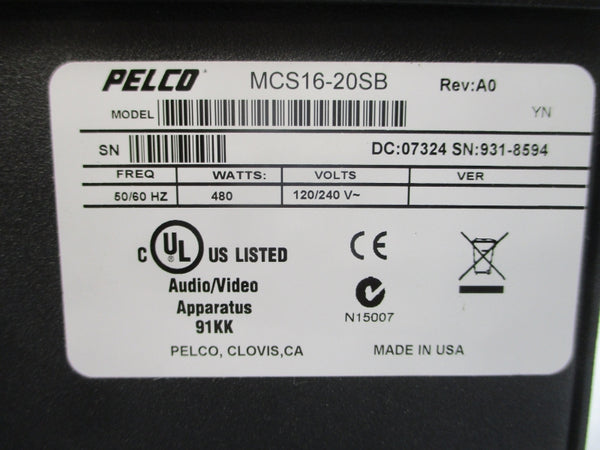 PELCO MCS16-20SB Rev:A0
MODEL YN
SN DC:07324 SN:931-8594
FREQ WATTS: VOLTS VER
50/60 HZ 480 120/240 V~
C UL ® US LISTED CE
Audio/Video
Apparatus
91KK N15007
PELCO, CLOVIS,CA MADE IN USA